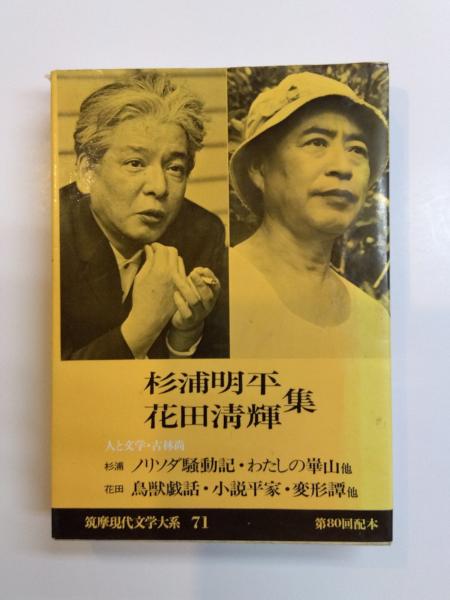 杉浦明平
花田清輝
集
人と文学・古林尚
杉浦 ノリソダ騒動記・わたしの崋山他
花田 鳥獣戯話・小説平家・変形譚他
筑摩現代文学大系 71
第80回配本